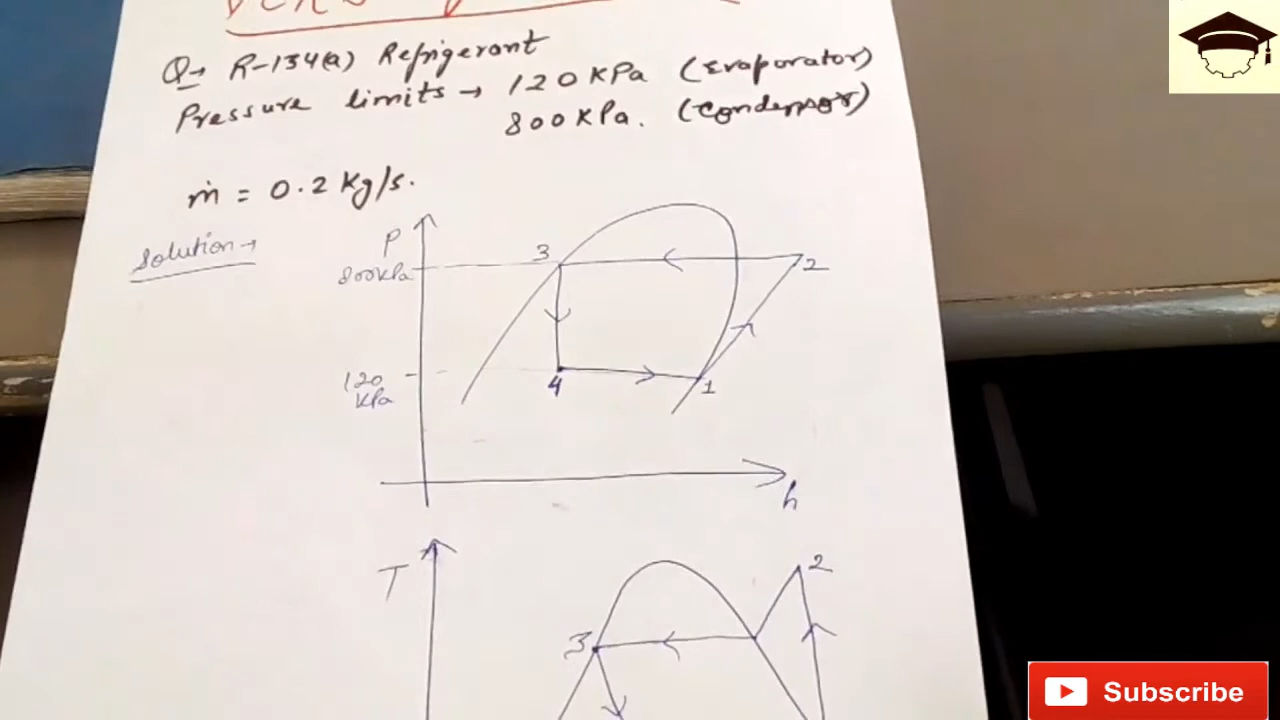 Q→ R-134(a) Refrigerant
Pressure limits → 120 KPa (Evaporator)
800 KPa. (Condensor)
ṁ = 0.2 Kg/s.
Solution →
P
800KPa
3
2
120
KPa
4
1
h
T
2
3
Subscribe